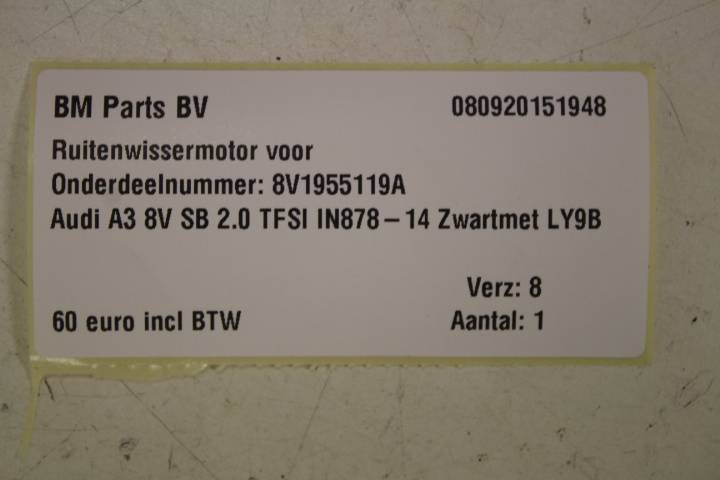 BM Parts BV 080920151948
Ruitenwissermotor voor
Onderdeelnummer: 8V1955119A
Audi A3 8V SB 2.0 TFSI IN878-14 Zwartmet LY9B
Verz: 8
60 euro incl BTW Aantal: 1